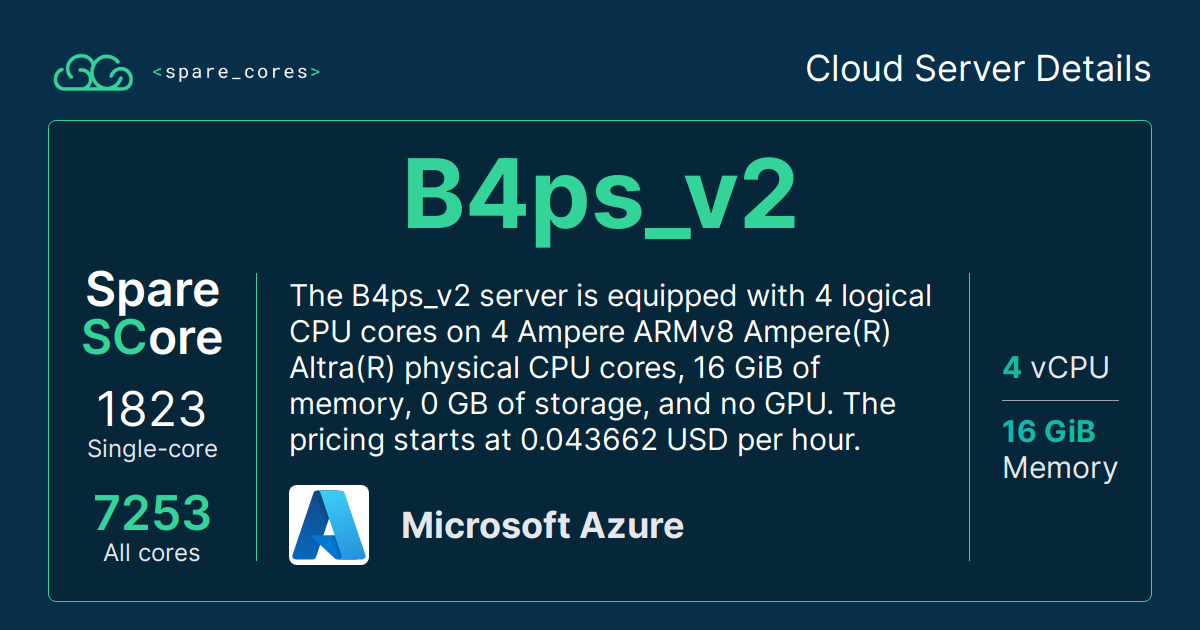 <spare_cores>
Cloud Server Details
B4ps_v2
Spare
SCore
1823
Single-core
7253
All cores
The B4ps_v2 server is equipped with 4 logical
CPU cores on 4 Ampere ARMv8 Ampere(R)
Altra(R) physical CPU cores, 16 GiB of
memory, 0 GB of storage, and no GPU. The
pricing starts at 0.043662 USD per hour.
Microsoft Azure
4 vCPU
16 GiB
Memory